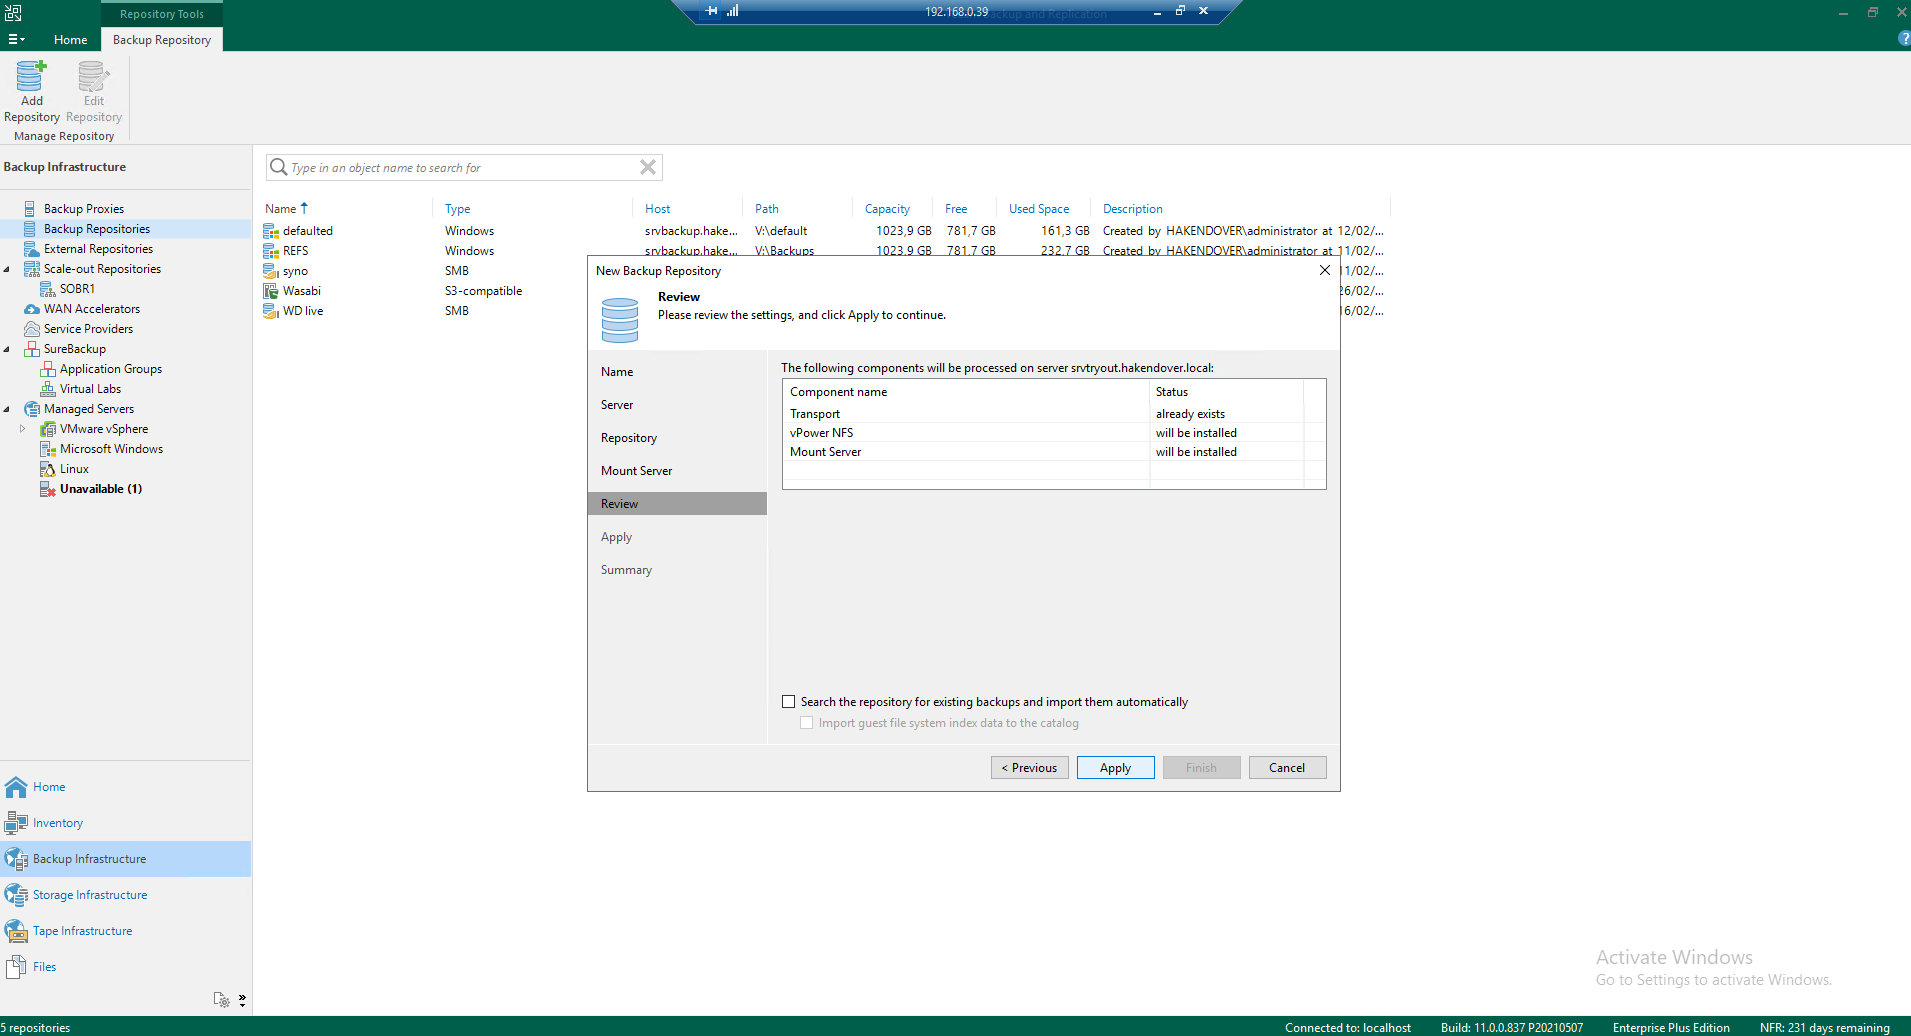 Repository Tools
192.168.0.39
ackup and Replication
Home
Backup Repository
Add
Repository
Edit
Repository
Manage Repository
Backup Infrastructure
Type in an object name to search for
Backup Proxies
Backup Repositories
External Repositories
Scale-out Repositories
SOBR1
WAN Accelerators
Service Providers
SureBackup
Application Groups
Virtual Labs
Managed Servers
VMware vSphere
Microsoft Windows
Linux
Unavailable (1)
Name Type Host Path Capacity Free Used Space Description
defaulted Windows srvbackup.hake... V:\default 1023,9 GB 781,7 GB 161,3 GB Created by HAKENDOVER\administrator at 12/02/...
REFS Windows srvbackup.hake... V:\Backups 1023,9 GB 781,7 GB 232,7 GB Created by HAKENDOVER\administrator at 11/02/...
syno SMB 11/02/...
Wasabi S3-compatible 26/02/...
WD live SMB 16/02/...
New Backup Repository
Review
Please review the settings, and click Apply to continue.
Name
Server
Repository
Mount Server
Review
Apply
Summary
The following components will be processed on server srvtryout.hakendover.local:
Component name Status
Transport already exists
vPower NFS will be installed
Mount Server will be installed
Search the repository for existing backups and import them automatically
Import guest file system index data to the catalog
< Previous Apply Finish Cancel
Home
Inventory
Backup Infrastructure
Storage Infrastructure
Tape Infrastructure
Files
Activate Windows
Go to Settings to activate Windows.
5 repositories
Connected to: localhost Build: 11.0.0.837 P20210507 Enterprise Plus Edition NFR: 231 days remaining